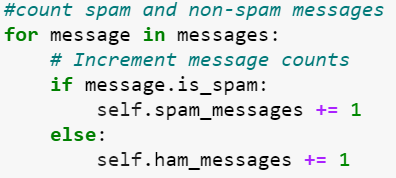 #count spam and non-spam messages
for message in messages:
    # Increment message counts
    if message.is_spam:
        self.spam_messages += 1
    else:
        self.ham_messages += 1